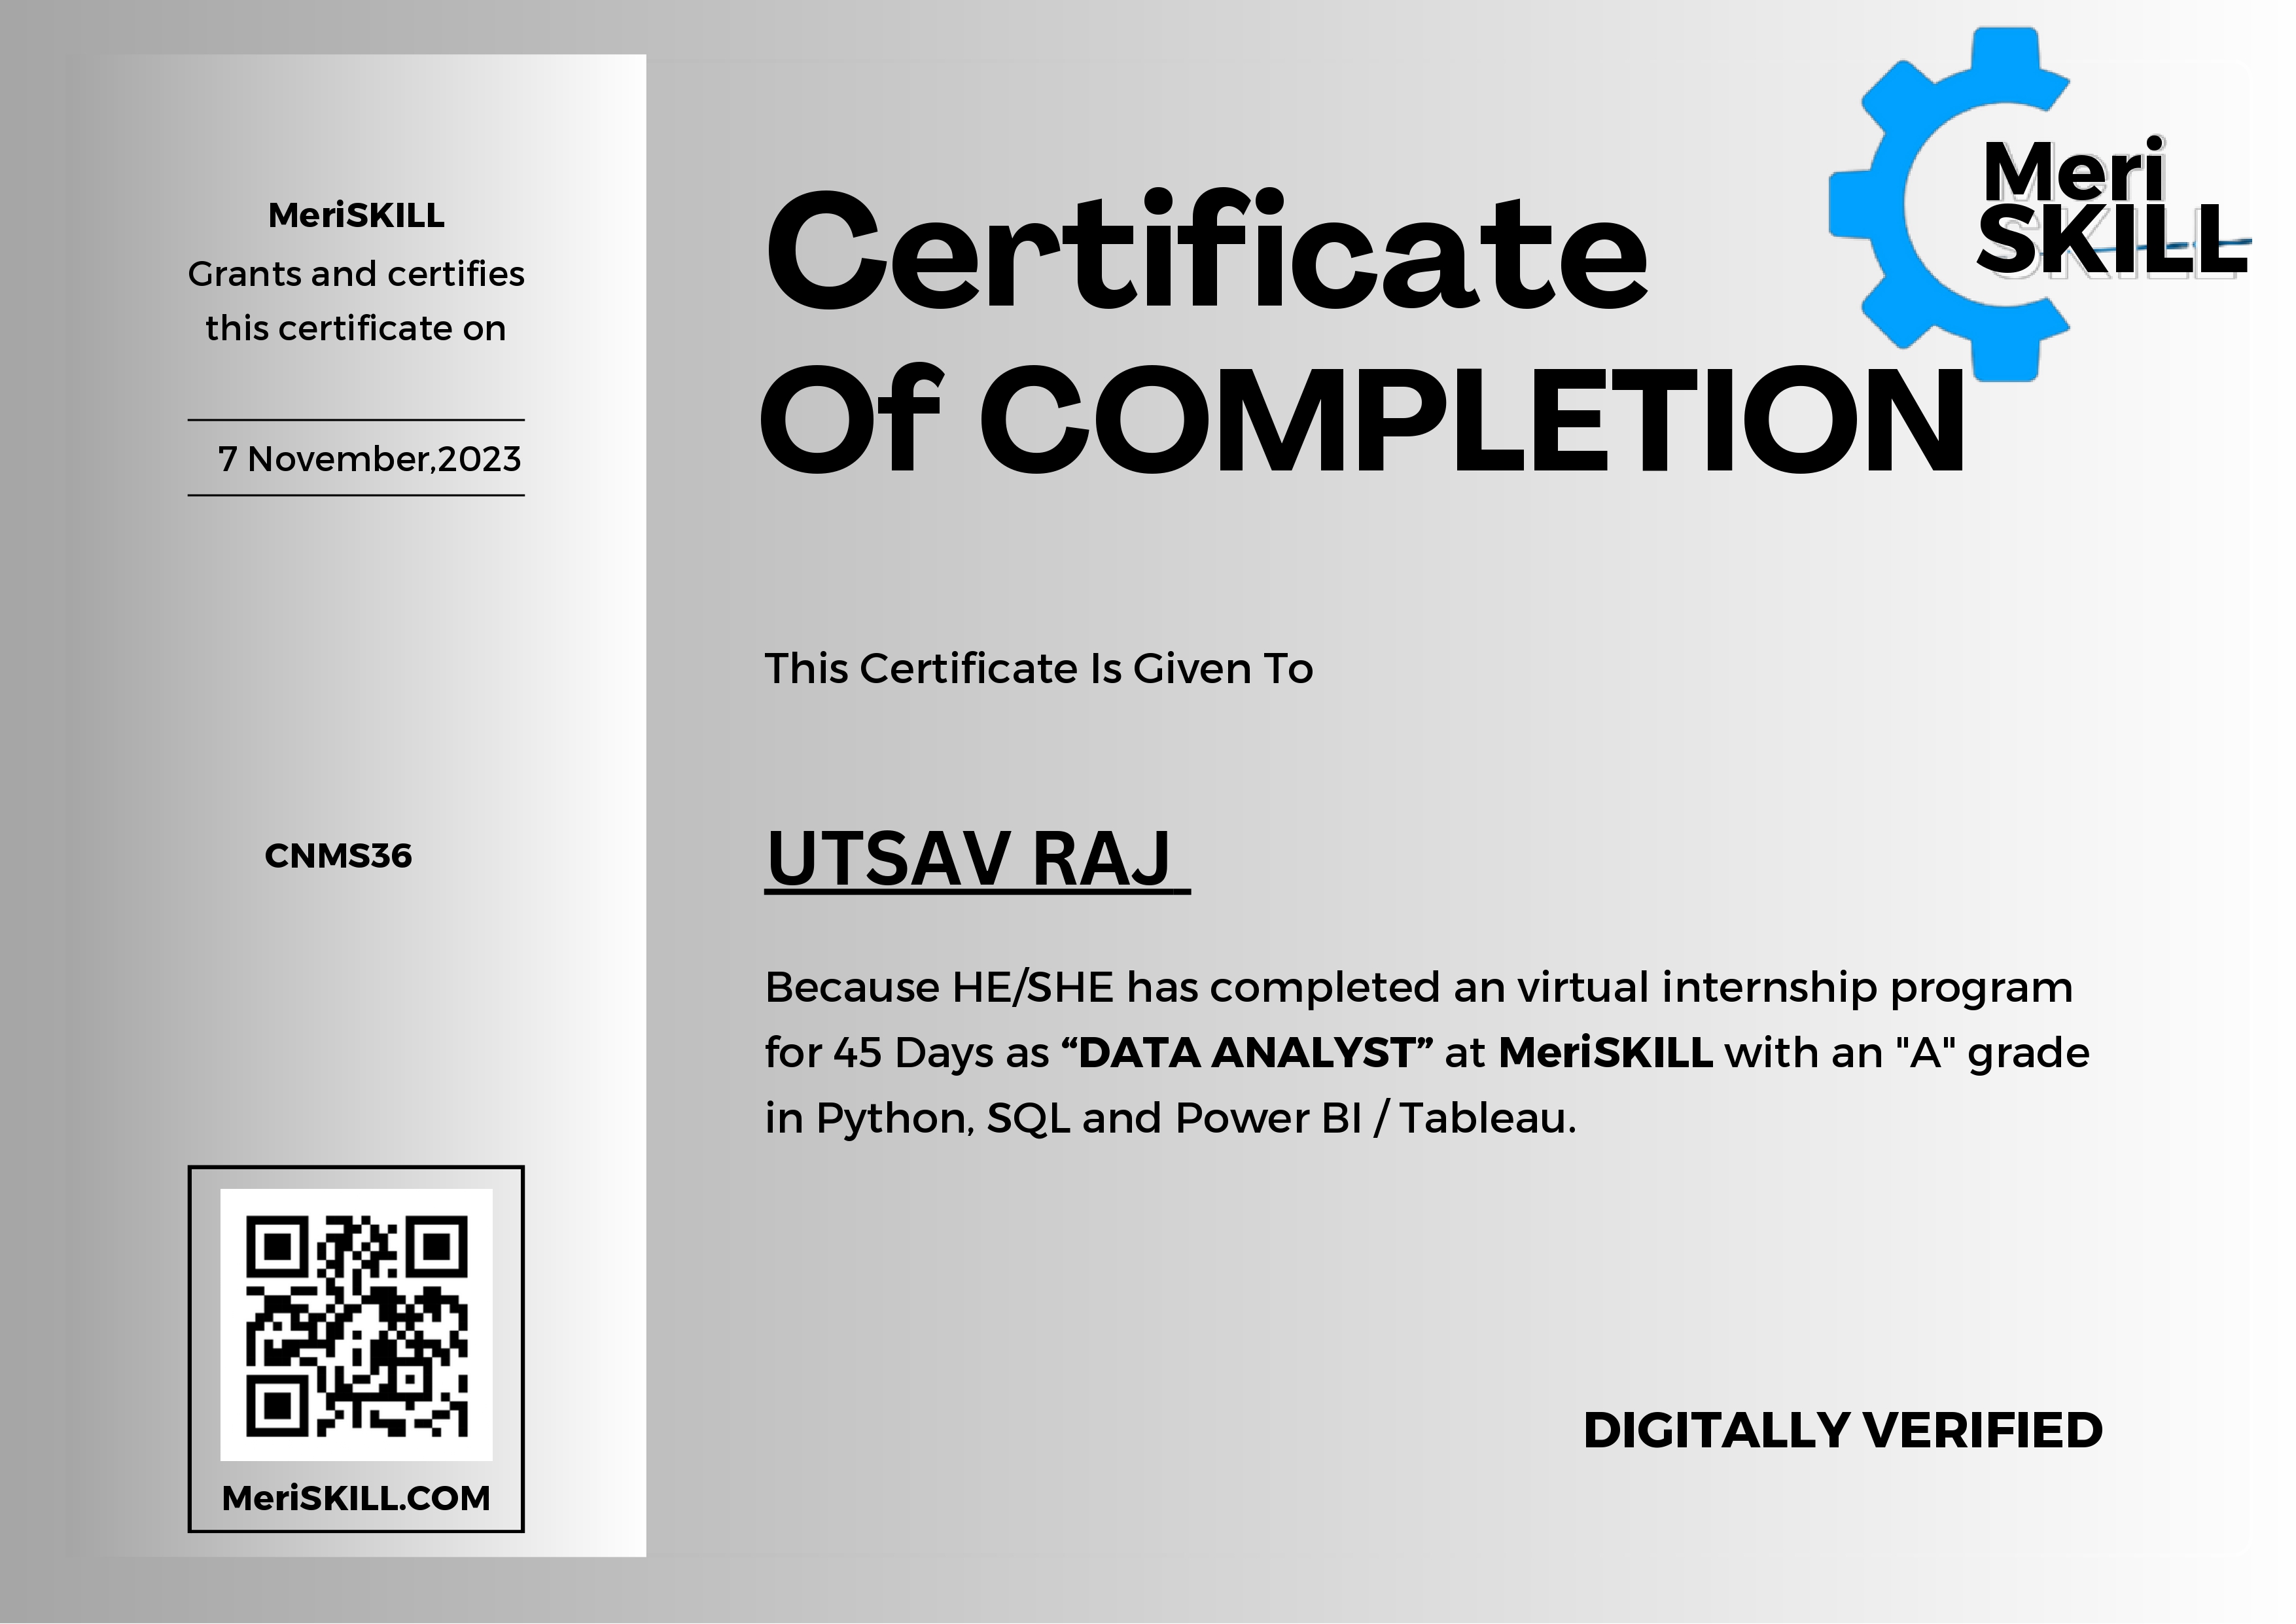 MeriSKILL
Grants and certifies
this certificate on
7 November,2023
CNMS36
MeriSKILL.COM
Meri
SKILL
Certificate
Of COMPLETION
This Certificate Is Given To
UTSAV RAJ
Because HE/SHE has completed an virtual internship program
for 45 Days as “DATA ANALYST” at MeriSKILL with an "A" grade
in Python, SQL and Power BI / Tableau.
DIGITALLY VERIFIED